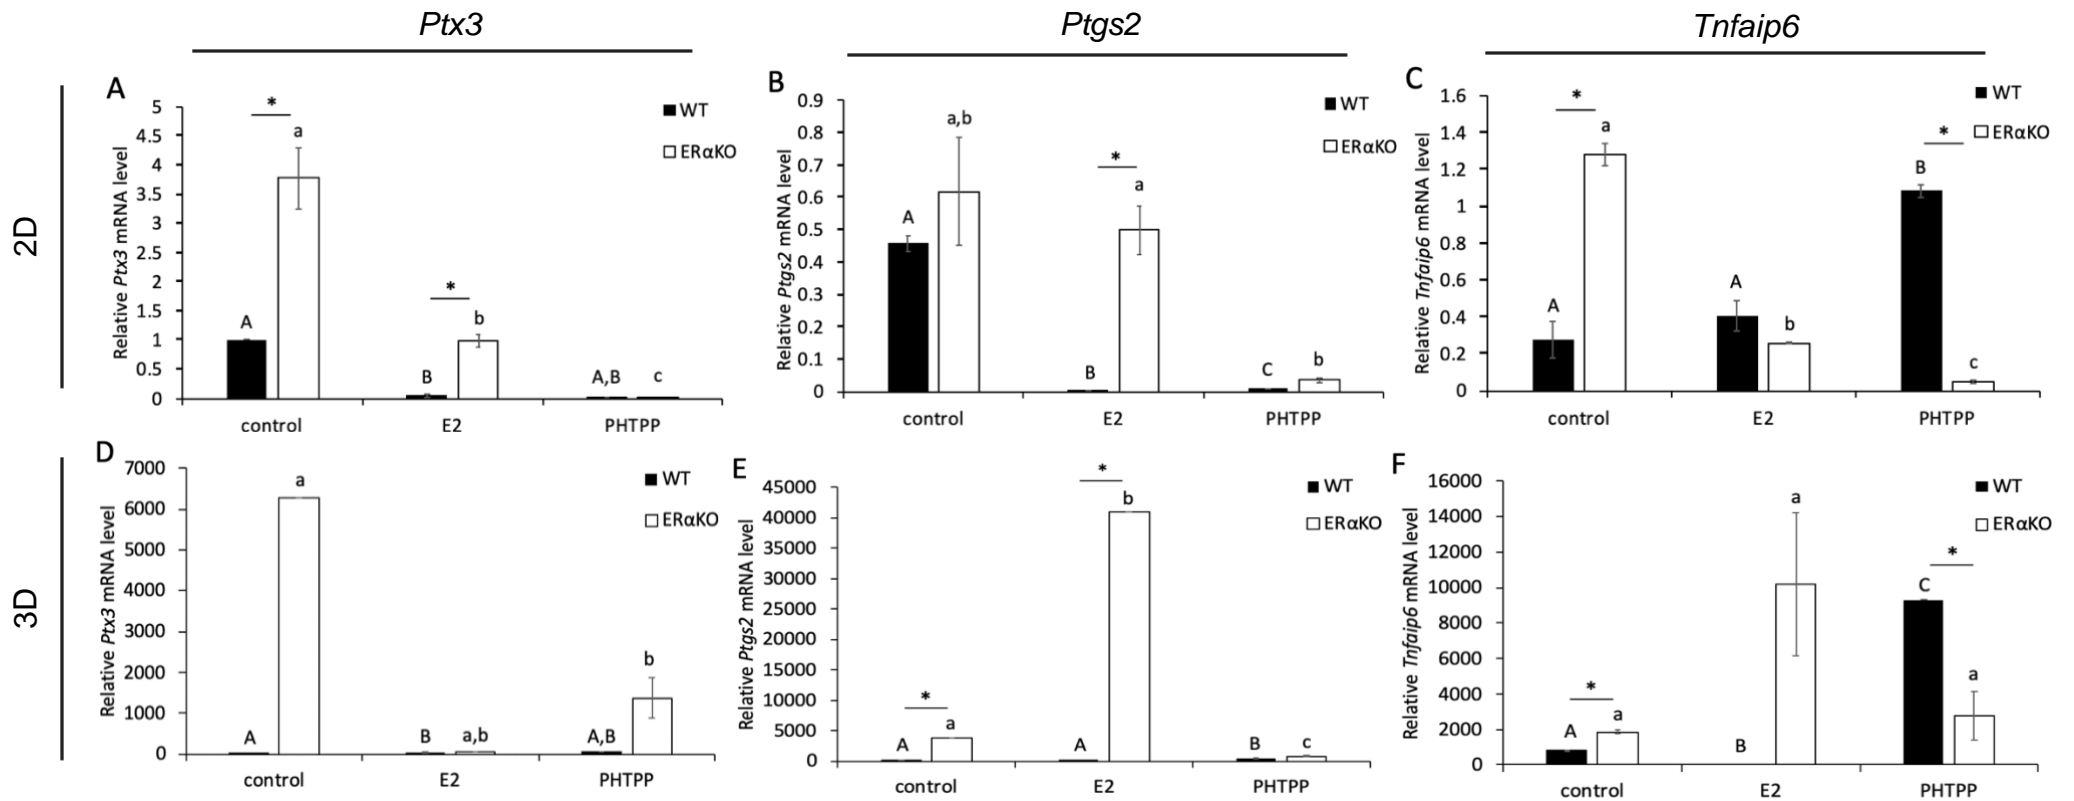 Ptx3
Ptgs2
Tnfaip6
2D
3D
A
Relative Ptx3 mRNA level
5
4.5
4
3.5
3
2.5
2
1.5
1
0.5
0
*
a
A
*
b
B
A,B
c
control
E2
PHTPP
WT
ERαKO
B
Relative Ptgs2 mRNA level
0.9
0.8
0.7
0.6
0.5
0.4
0.3
0.2
0.1
0
a,b
A
*
a
B
C
b
control
E2
PHTPP
WT
ERαKO
C
Relative Tnfaip6 mRNA level
1.6
1.4
1.2
1
0.8
0.6
0.4
0.2
0
*
a
A
A
b
*
B
c
control
E2
PHTPP
WT
ERαKO
D
Relative Ptx3 mRNA level
7000
6000
5000
4000
3000
2000
1000
0
a
A
B
a,b
A,B
b
control
E2
PHTPP
WT
ERαKO
E
Relative Ptgs2 mRNA level
45000
40000
35000
30000
25000
20000
15000
10000
5000
0
*
a
A
*
b
A
B
c
control
E2
PHTPP
WT
ERαKO
F
Relative Tnfaip6 mRNA level
16000
14000
12000
10000
8000
6000
4000
2000
0
*
a
A
a
B
*
C
a
control
E2
PHTPP
WT
ERαKO